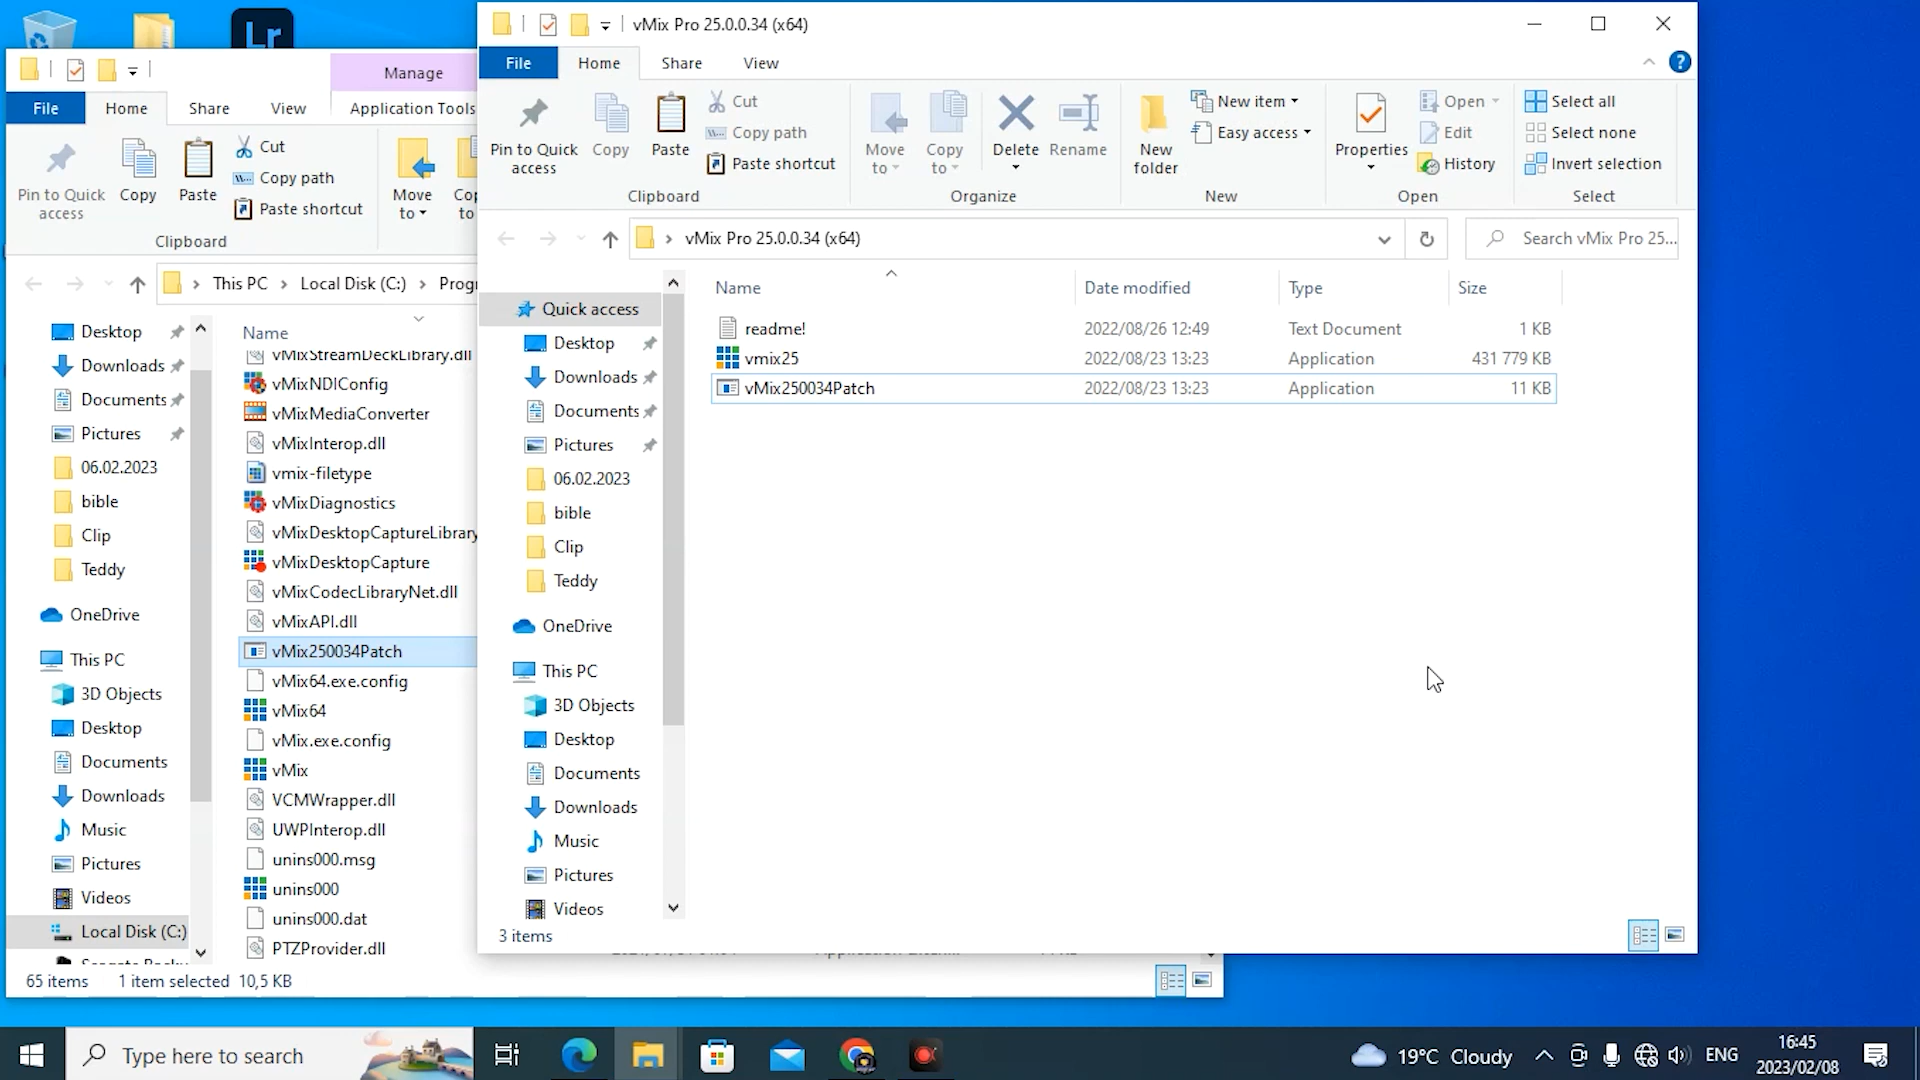 Lr
Manage
File
Home
Share
View
Application Tools
Pin to Quick access
Copy
Paste
Cut
Copy path
Paste shortcut
Move to
Clipboard
This PC
Local Disk (C:)
Desktop
Downloads
Documents
Pictures
06.02.2023
bible
Clip
Teddy
OneDrive
This PC
3D Objects
Desktop
Documents
Downloads
Music
Pictures
Videos
Local Disk (C:)
Name
vMixStreamDeckLibrary.dll
vMixNDIConfig
vMixMediaConverter
vMixInterop.dll
vmix-filetype
vMixDiagnostics
vMixDesktopCaptureLibrary
vMixDesktopCapture
vMixCodecLibraryNet.dll
vMixAPI.dll
vMix250034Patch
vMix64.exe.config
vMix64
vMix.exe.config
vMix
VCMWrapper.dll
UWPInterop.dll
unins000.msg
unins000
unins000.dat
PTZProvider.dll
65 items 1 item selected 10,5 KB
vMix Pro 25.0.0.34 (x64)
File
Home
Share
View
Pin to Quick access
Copy
Paste
Cut
Copy path
Paste shortcut
Clipboard
Move to
Copy to
Delete
Rename
Organize
New folder
New item
Easy access
New
Properties
Open
Edit
History
Open
Select all
Select none
Invert selection
Select
vMix Pro 25.0.0.34 (x64)
Search vMix Pro 25...
Quick access
Desktop
Downloads
Documents
Pictures
06.02.2023
bible
Clip
Teddy
OneDrive
This PC
3D Objects
Desktop
Documents
Downloads
Music
Pictures
Videos
Name Date modified Type Size
readme! 2022/08/26 12:49 Text Document 1 KB
vmix25 2022/08/23 13:23 Application 431 779 KB
vMix250034Patch 2022/08/23 13:23 Application 11 KB
3 items
Type here to search
19°C Cloudy
ENG
16:45
2023/02/08